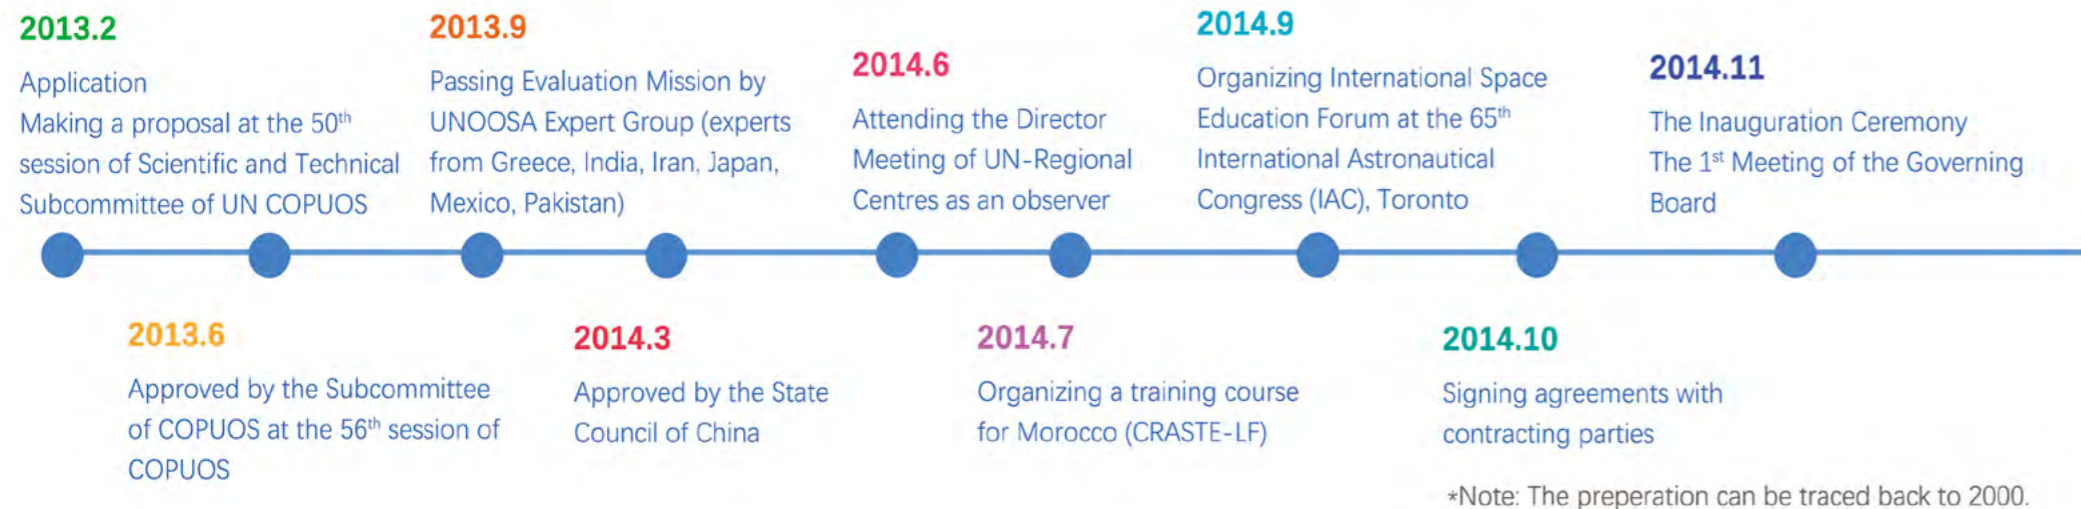 2013.2
Application
Making a proposal at the 50th
session of Scientific and Technical
Subcommittee of UN COPUOS
2013.6
Approved by the Subcommittee
of COPUOS at the 56th session of
COPUOS
2013.9
Passing Evaluation Mission by
UNOOSA Expert Group (experts
from Greece, India, Iran, Japan,
Mexico, Pakistan)
2014.3
Approved by the State
Council of China
2014.6
Attending the Director
Meeting of UN-Regional
Centres as an observer
2014.7
Organizing a training course
for Morocco (CRASTE-LF)
2014.9
Organizing International Space
Education Forum at the 65th
International Astronautical
Congress (IAC), Toronto
2014.10
Signing agreements with
contracting parties
2014.11
The Inauguration Ceremony
The 1st Meeting of the Governing
Board
*Note: The preperation can be traced back to 2000.